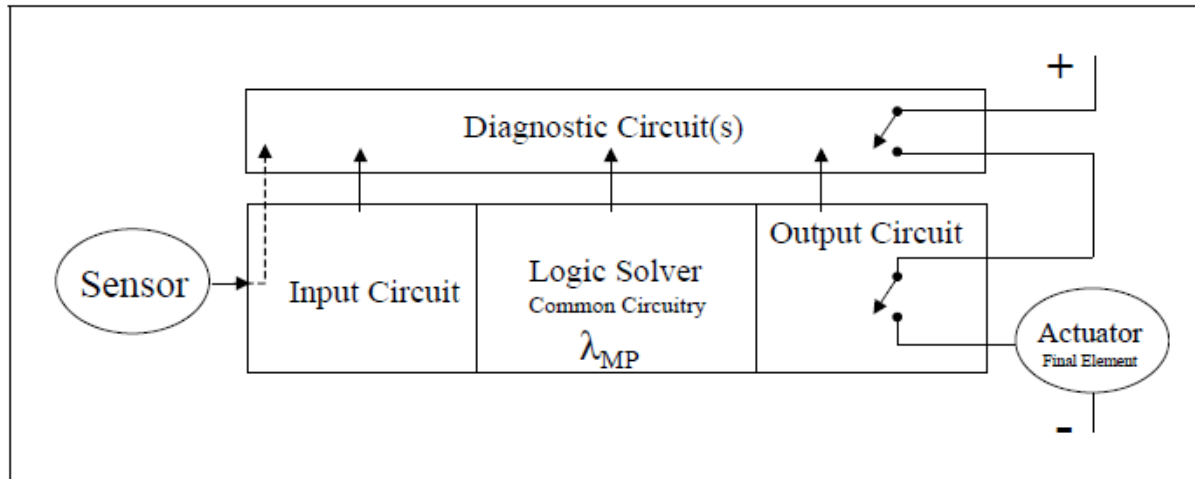 +
Diagnostic Circuit(s)
Sensor
Input Circuit
Logic Solver
Common Circuitry
λMP
Output Circuit
Actuator
Final Element
-